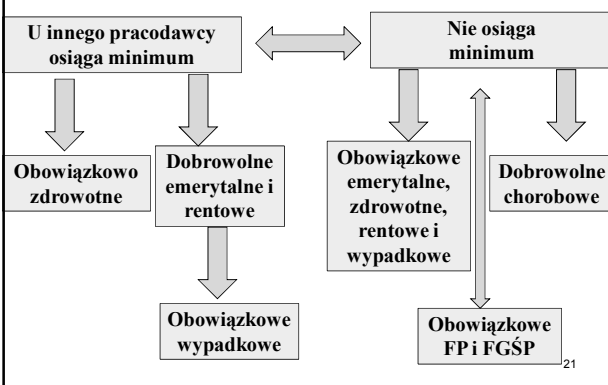 U innego pracodawcy
osiąga minimum
Nie osiąga
minimum
Obowiązkowo
zdrowotne
Dobrowolne
emerytalne i
rentowe
Obowiązkowe
emerytalne,
zdrowotne,
rentowe i
wypadkowe
Dobrowolne
chorobowe
Obowiązkowe
wypadkowe
Obowiązkowe
FP i FGŚP
21